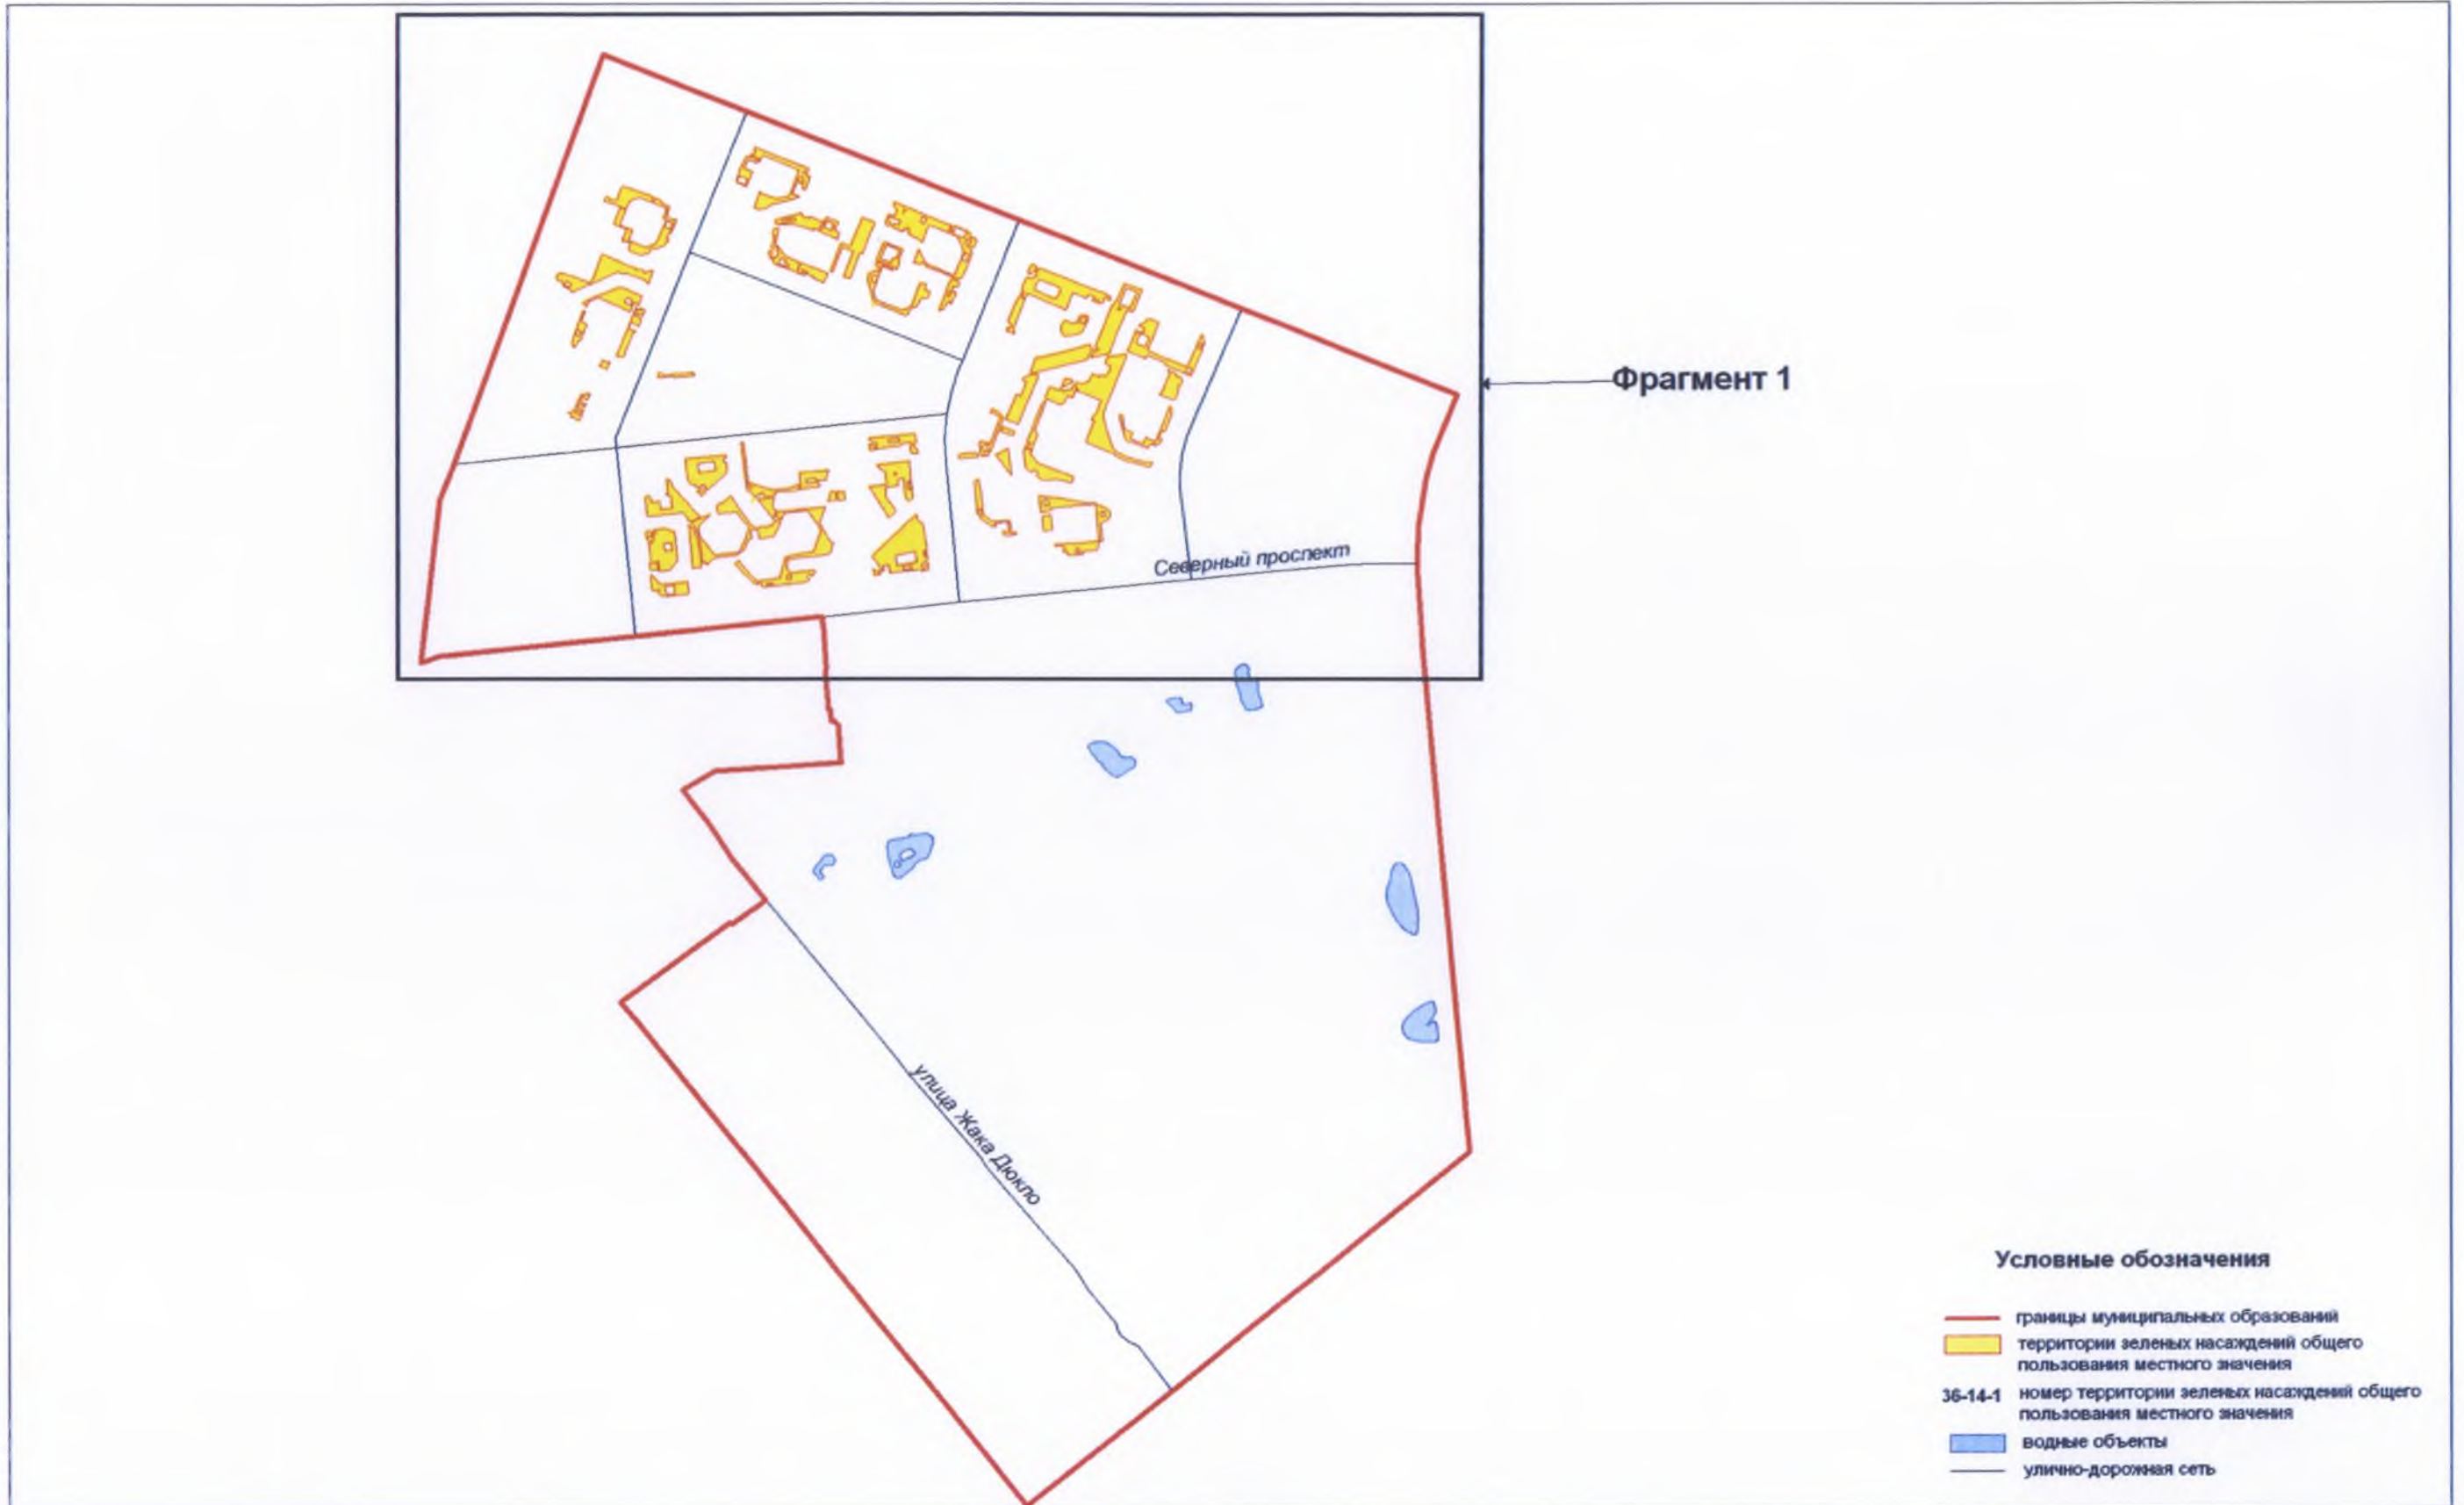 Фрагмент 1
Северный проспект
улица Жака Дюкло
Условные обозначения
границы муниципальных образований
территории зеленых насаждений общего
пользования местного значения
36-14-1 номер территории зеленых насаждений общего
пользования местного значения
водные объекты
улично-дорожная сеть